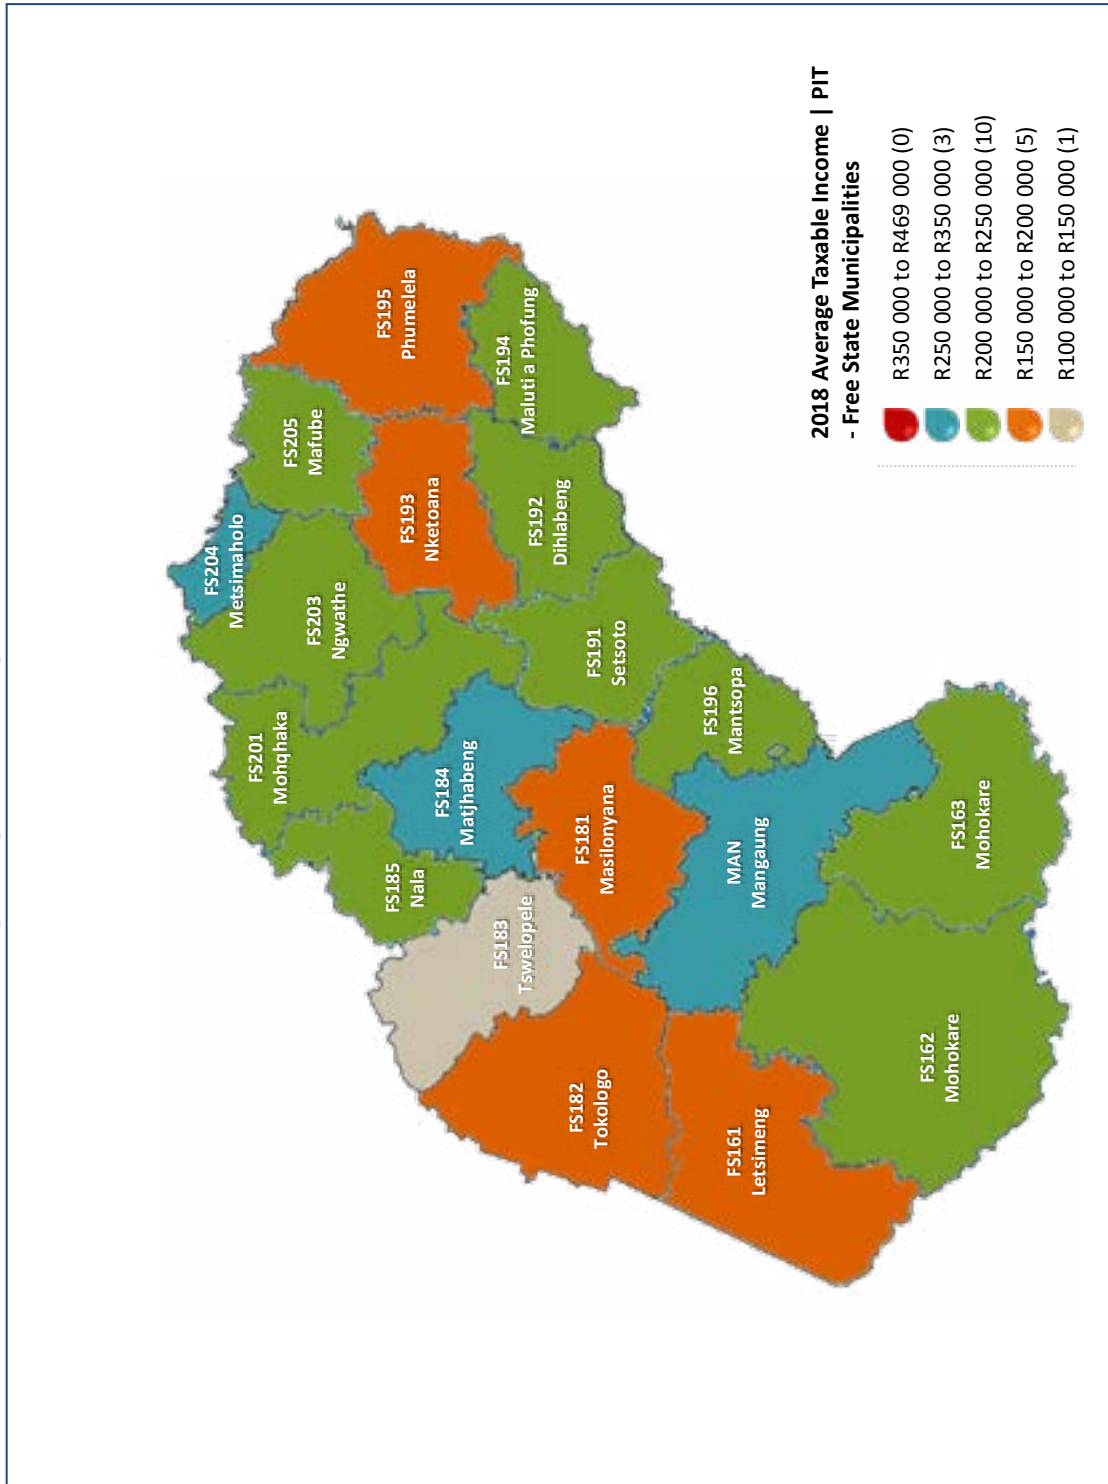 2018 Average Taxable Income | PIT
- Free State Municipalities
R350 000 to R469 000 (0)
R250 000 to R350 000 (3)
R200 000 to R250 000 (10)
R150 000 to R200 000 (5)
R100 000 to R150 000 (1)
FS204
Metsimaholo
FS201
Moqhaka
FS203
Ngwathe
FS205
Mafube
FS195
Phumelela
FS185
Nala
FS184
Matjhabeng
FS193
Nketoana
FS183
Tswelopele
FS194
Maluti a Phofung
FS192
Dihlabeng
FS182
Tokologo
FS181
Masilonyana
FS191
Setsoto
FS161
Letsimeng
MAN
Mangaung
FS196
Mantsopa
FS162
Mohokare
FS163
Mohokare